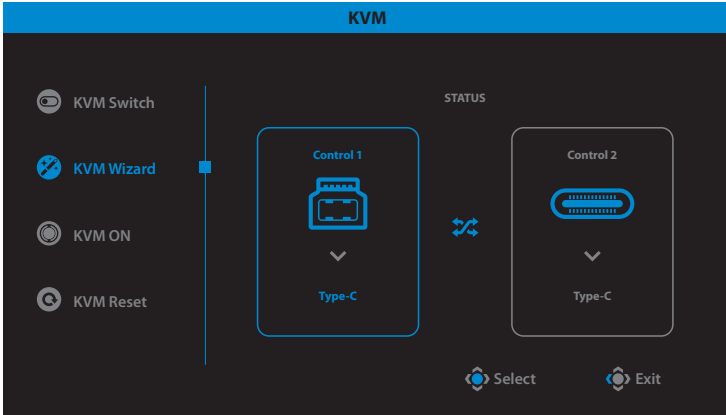 KVM
KVM Switch
KVM Wizard
KVM ON
KVM Reset
STATUS
Control 1
Type-C
Control 2
Type-C
Select
Exit